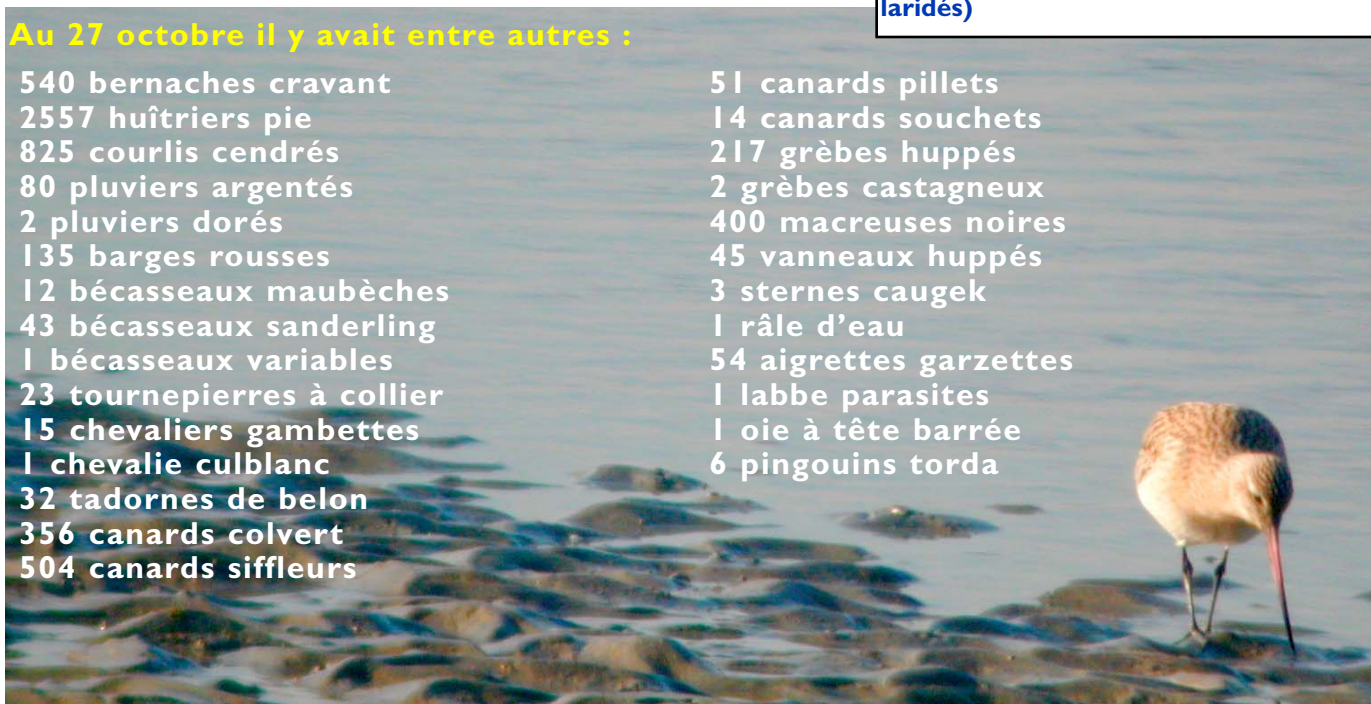 laridés)
Au 27 octobre il y avait entre autres :
540 bernaches cravant
2557 huîtriers pie
825 courlis cendrés
80 pluviers argentés
2 pluviers dorés
135 barges rousses
12 bécasseaux maubèches
43 bécasseaux sanderling
1 bécasseaux variables
23 tournepierres à collier
15 chevaliers gambettes
1 chevalie culblanc
32 tadornes de belon
356 canards colvert
504 canards siffleurs
51 canards pillets
14 canards souchets
217 grèbes huppés
2 grèbes castagneux
400 macreuses noires
45 vanneaux huppés
3 sternes caugek
1 râle d’eau
54 aigrettes garzettes
1 labbe parasites
1 oie à tête barrée
6 pingouins torda